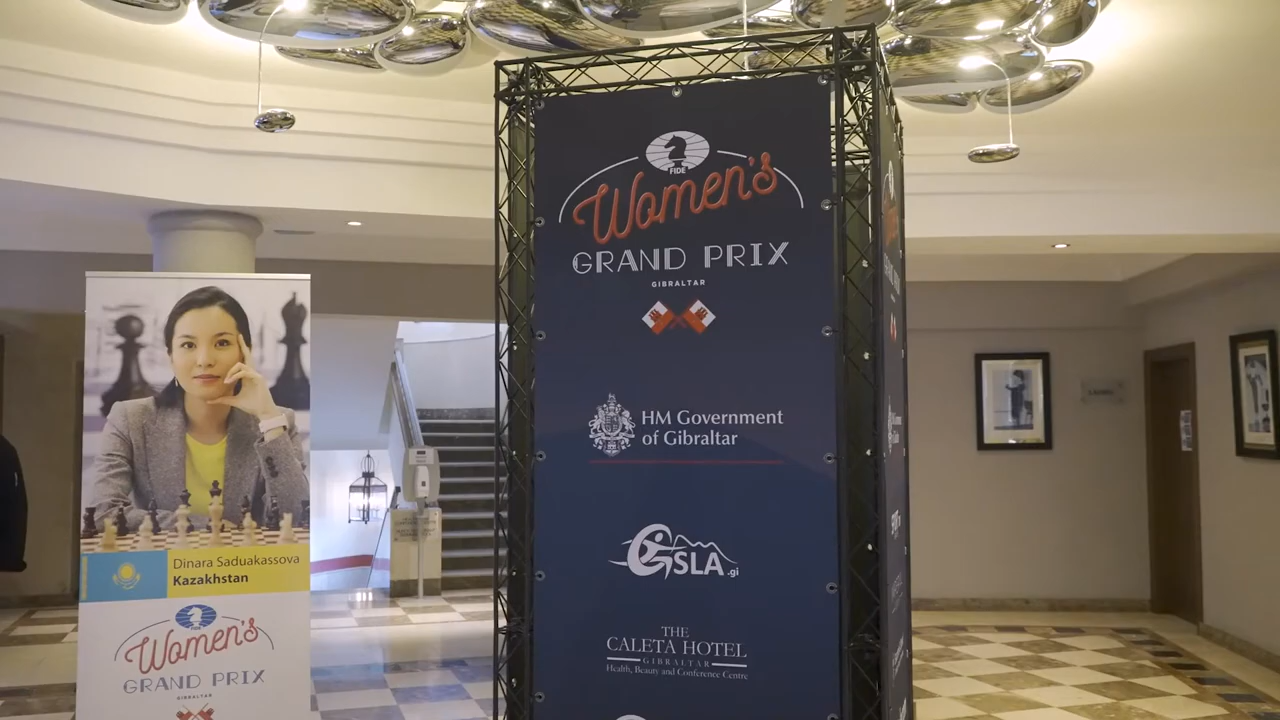 Dinara Saduakassova
Kazakhstan
FIDE
Women's
GRAND PRIX
GIBRALTAR
FIDE
Women's
GRAND PRIX
GIBRALTAR
HM Government
of Gibraltar
GSLA.gi
THE
CALETA HOTEL
GIBRALTAR
Health, Beauty and Conference Centre